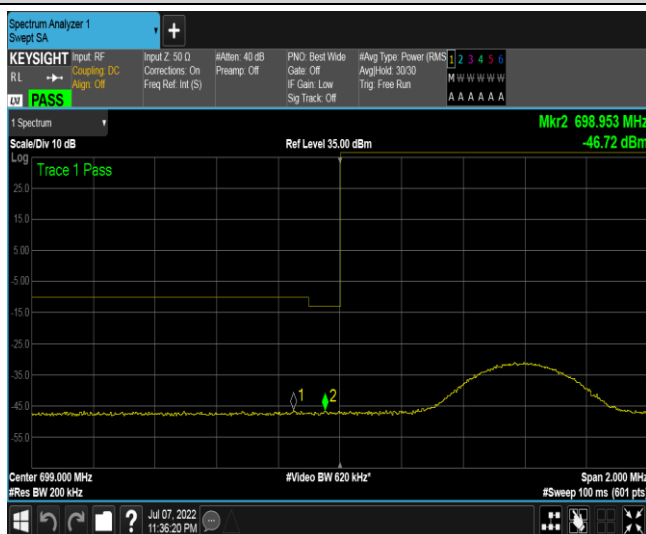 Spectrum Analyzer 1
Swept SA
KEYSIGHT
RL
LXI PASS
Input: RF
Coupling: DC
Align: Off
Input Z: 50 Ω
Corrections: On
Freq Ref: Int (S)
#Atten: 40 dB
Preamp: Off
PNO: Best Wide
Gate: Off
IF Gain: Low
Sig Track: Off
#Avg Type: Power (RMS
Avg|Hold: 30/30
Trig: Free Run
1 2 3 4 5 6
M W W W W W
A A A A A A
1 Spectrum
Mkr2 698.953 MHz
Scale/Div 10 dB
Ref Level 35.00 dBm
-46.72 dBm
Log
Trace 1 Pass
25.0
15.0
5.00
-5.00
-15.0
-25.0
-35.0
-45.0
-55.0
1
2
Center 699.000 MHz
#Video BW 620 kHz*
Span 2.000 MHz
#Res BW 200 kHz
#Sweep 100 ms (601 pts)
?
Jul 07, 2022
11:36:20 PM